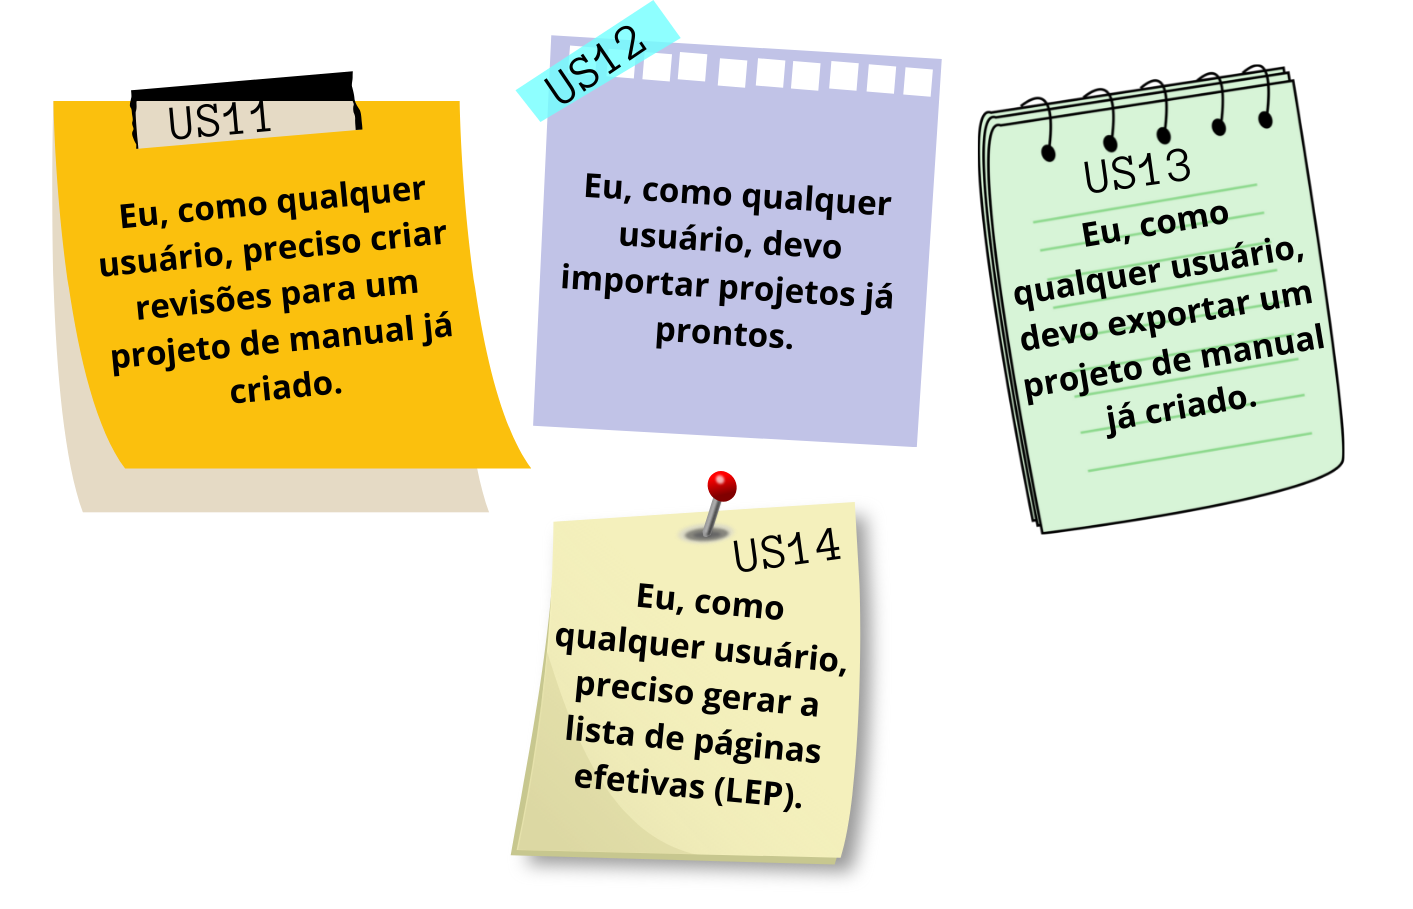 US11
Eu, como qualquer
usuário, preciso criar
revisões para um
projeto de manual já
criado.
US12
Eu, como qualquer
usuário, devo
importar projetos já
prontos.
US13
Eu, como
qualquer usuário,
devo exportar um
projeto de manual
já criado.
US14
Eu, como
qualquer usuário,
preciso gerar a
lista de páginas
efetivas (LEP).